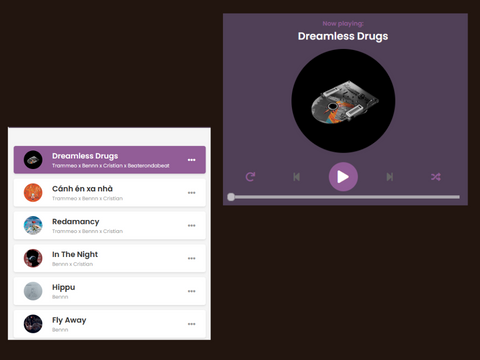 Now playing:
Dreamless Drugs
Dreamless Drugs
Trammeo x Bennn x Cristian x Beaterondabeat
Cánh én xa nhà
Trammeo x Bennn x Cristian
Redamancy
Trammeo x Bennn x Cristian
In The Night
Bennn x Cristian
Hippu
Bennn
Fly Away
Bennn